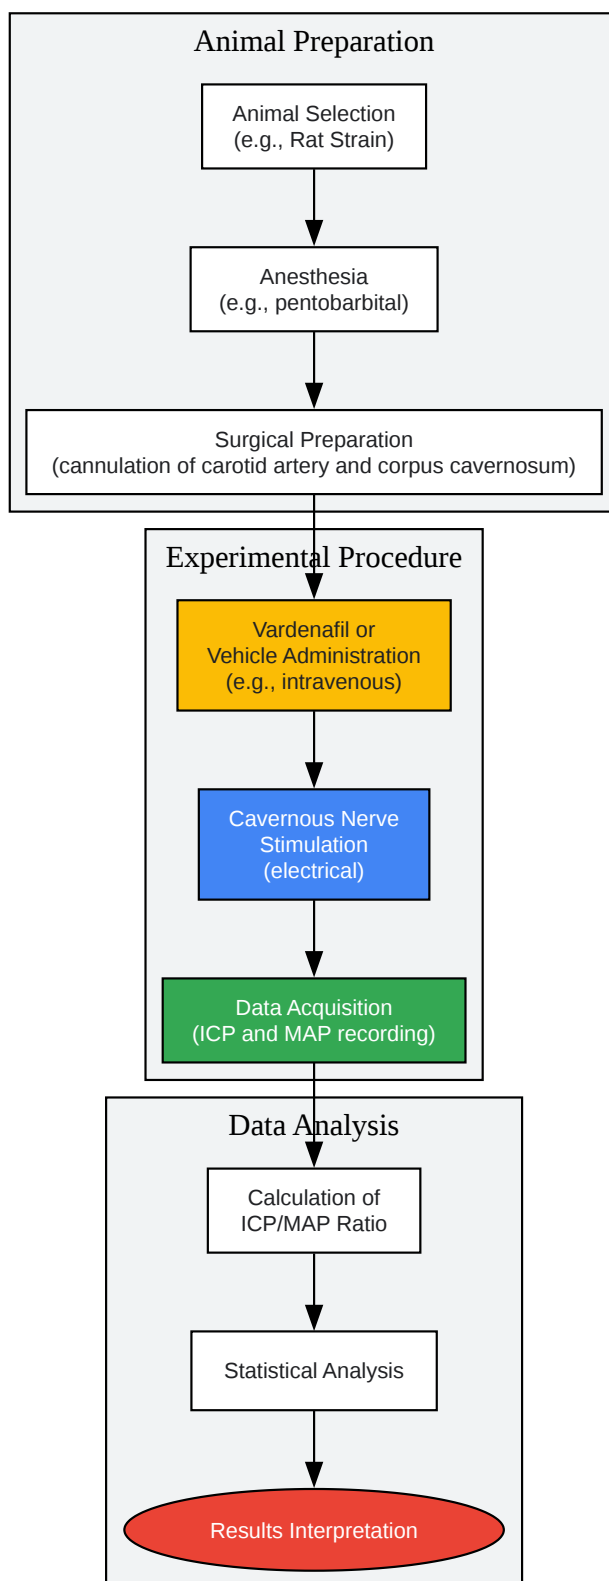 Animal Preparation
Animal Selection
(e.g., Rat Strain)
Anesthesia
(e.g., pentobarbital)
Surgical Preparation
(cannulation of carotid artery and corpus cavernosum)
Experimental Procedure
Vardenafil or
Vehicle Administration
(e.g., intravenous)
Cavernous Nerve
Stimulation
(electrical)
Data Acquisition
(ICP and MAP recording)
Data Analysis
Calculation of
ICP/MAP Ratio
Statistical Analysis
Results Interpretation